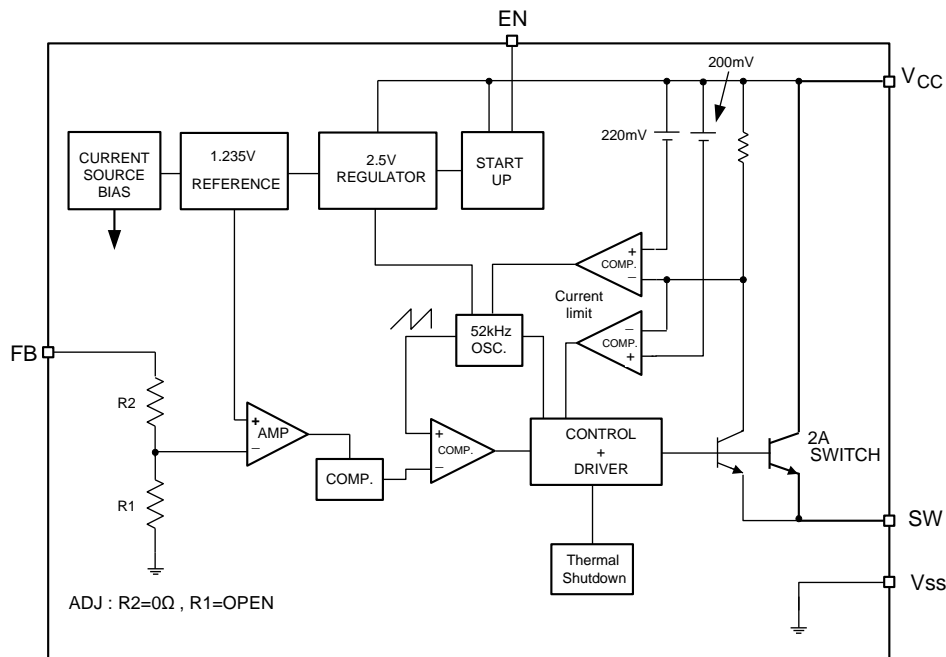 EN
200mV
VCC
220mV
CURRENT
SOURCE
BIAS
1.235V
REFERENCE
2.5V
REGULATOR
START
UP
+
COMP.
−
Current
limit
−
COMP.
+
52kHz
OSC.
FB
R2
+
AMP
−
COMP.
+
COMP.
−
CONTROL
+
DRIVER
2A
SWITCH
R1
SW
Thermal
Shutdown
Vss
ADJ : R2=0Ω , R1=OPEN